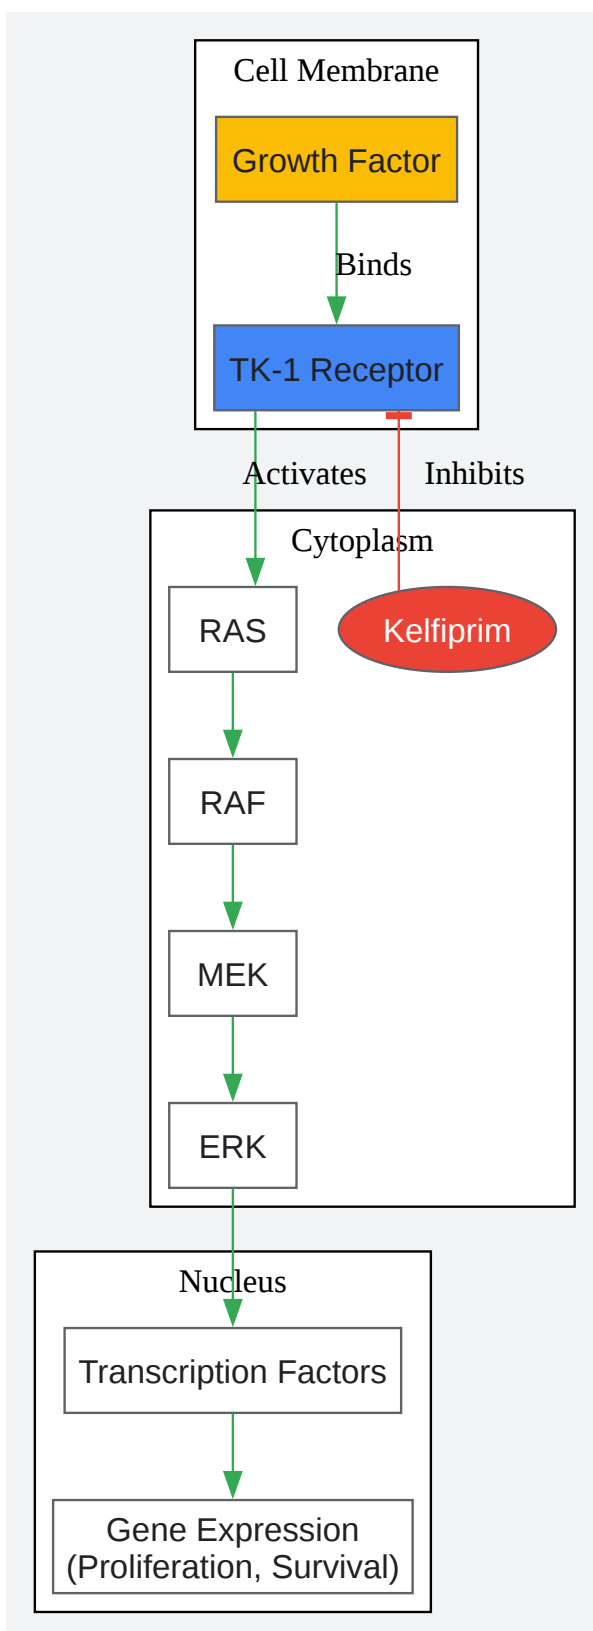 Cell Membrane
Growth Factor
Binds
TK-1 Receptor
Activates
Inhibits
Cytoplasm
RAS
Kelfiprim
RAF
MEK
ERK
Nucleus
Transcription Factors
Gene Expression
(Proliferation, Survival)